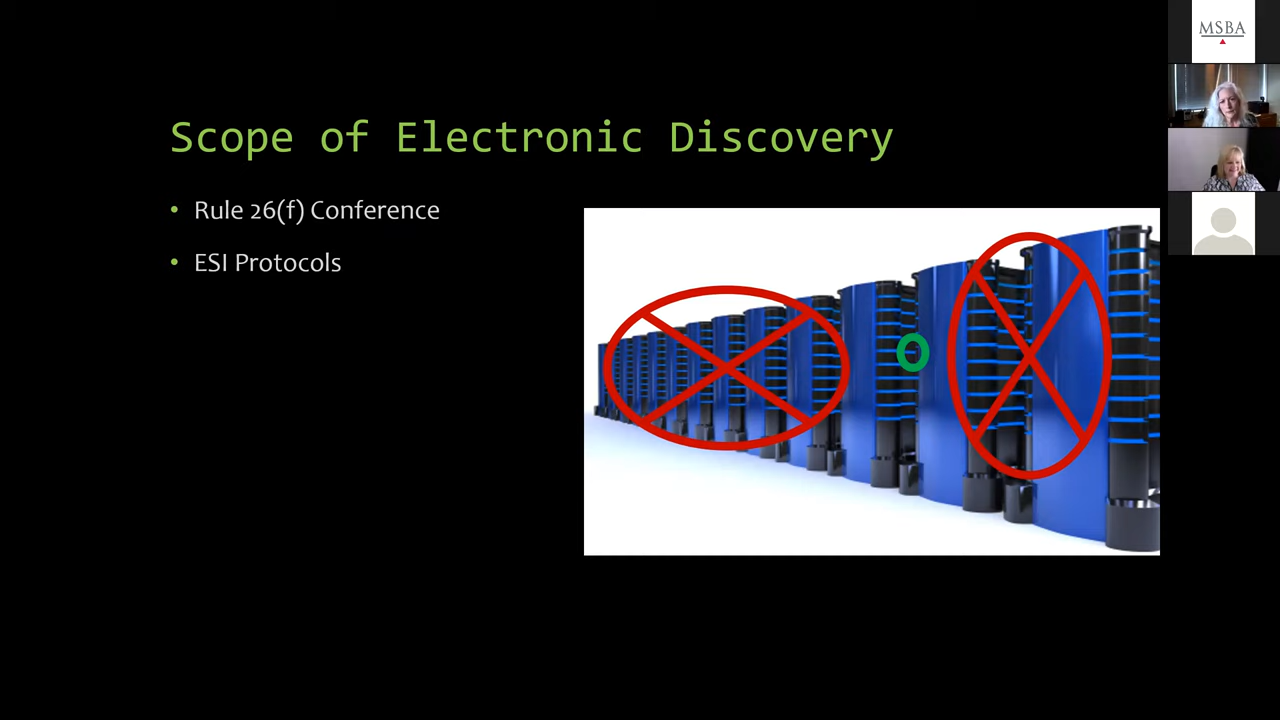 Scope of Electronic Discovery
• Rule 26(f) Conference
• ESI Protocols
MSBA